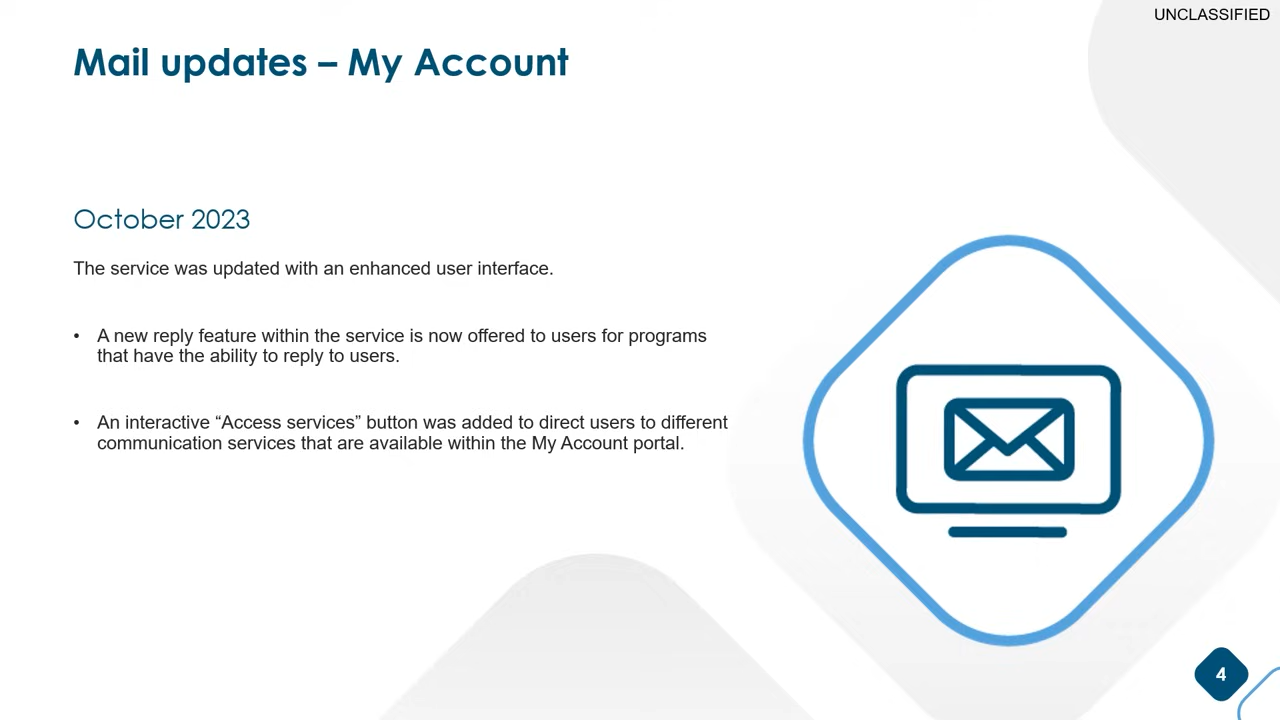 UNCLASSIFIED
Mail updates – My Account
October 2023
The service was updated with an enhanced user interface.
• A new reply feature within the service is now offered to users for programs
that have the ability to reply to users.
• An interactive “Access services” button was added to direct users to different
communication services that are available within the My Account portal.
4